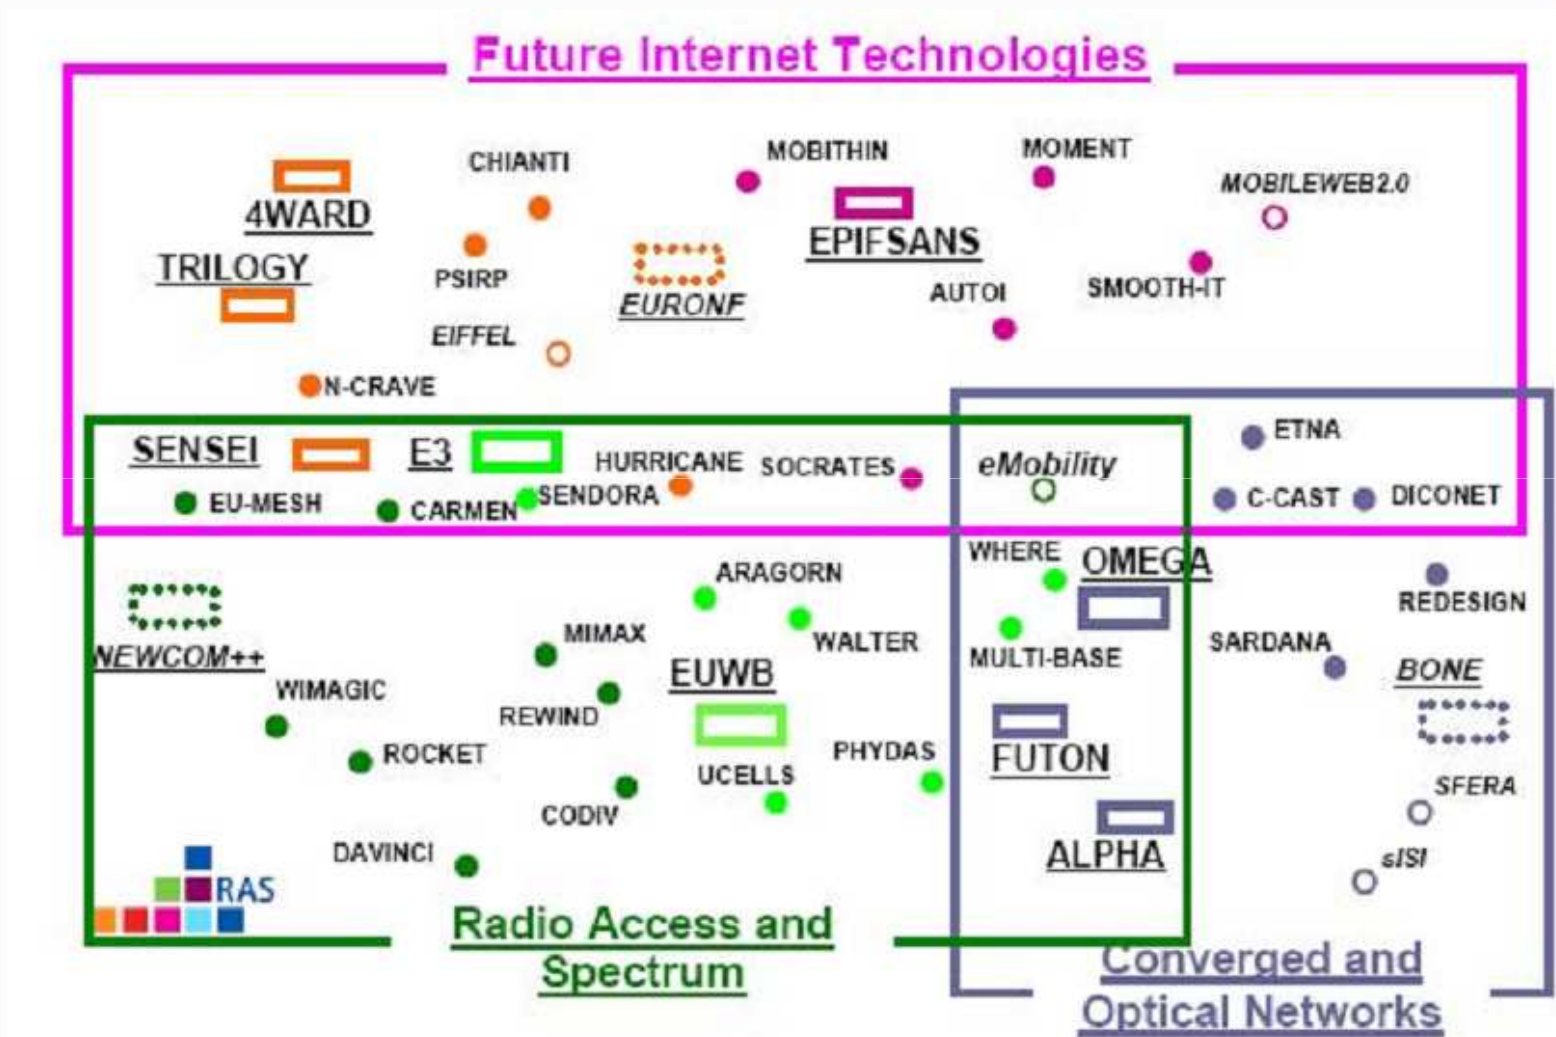 Future Internet Technologies
CHIANTI
MOBITHIN
MOMENT
MOBILEWEB2.0
4WARD
EPIFSANS
TRILOGY
PSIRP
EURONF
AUTOI
SMOOTH-IT
EIFFEL
N-CRAVE
ETNA
SENSEI
E3
HURRICANE
SOCRATES
eMobility
EU-MESH
CARMEN
SENDORA
C-CAST
DICONET
WHERE
OMEGA
ARAGORN
REDESIGN
MIMAX
WALTER
SARDANA
NEWCOM++
MULTI-BASE
EUWB
BONE
WIMAGIC
REWIND
ROCKET
PHYDAS
FUTON
UCELLS
SFERA
CODIV
DAVINCI
ALPHA
sISI
RAS
Radio Access and
Spectrum
Converged and
Optical Networks